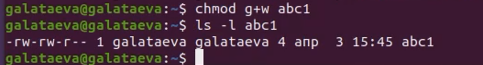 galataeva@galataeva:~$ chmod g+w abc1
galataeva@galataeva:~$ ls -l abc1
-rw-rw-r-- 1 galataeva galataeva 4 апр  3 15:45 abc1
galataeva@galataeva:~$